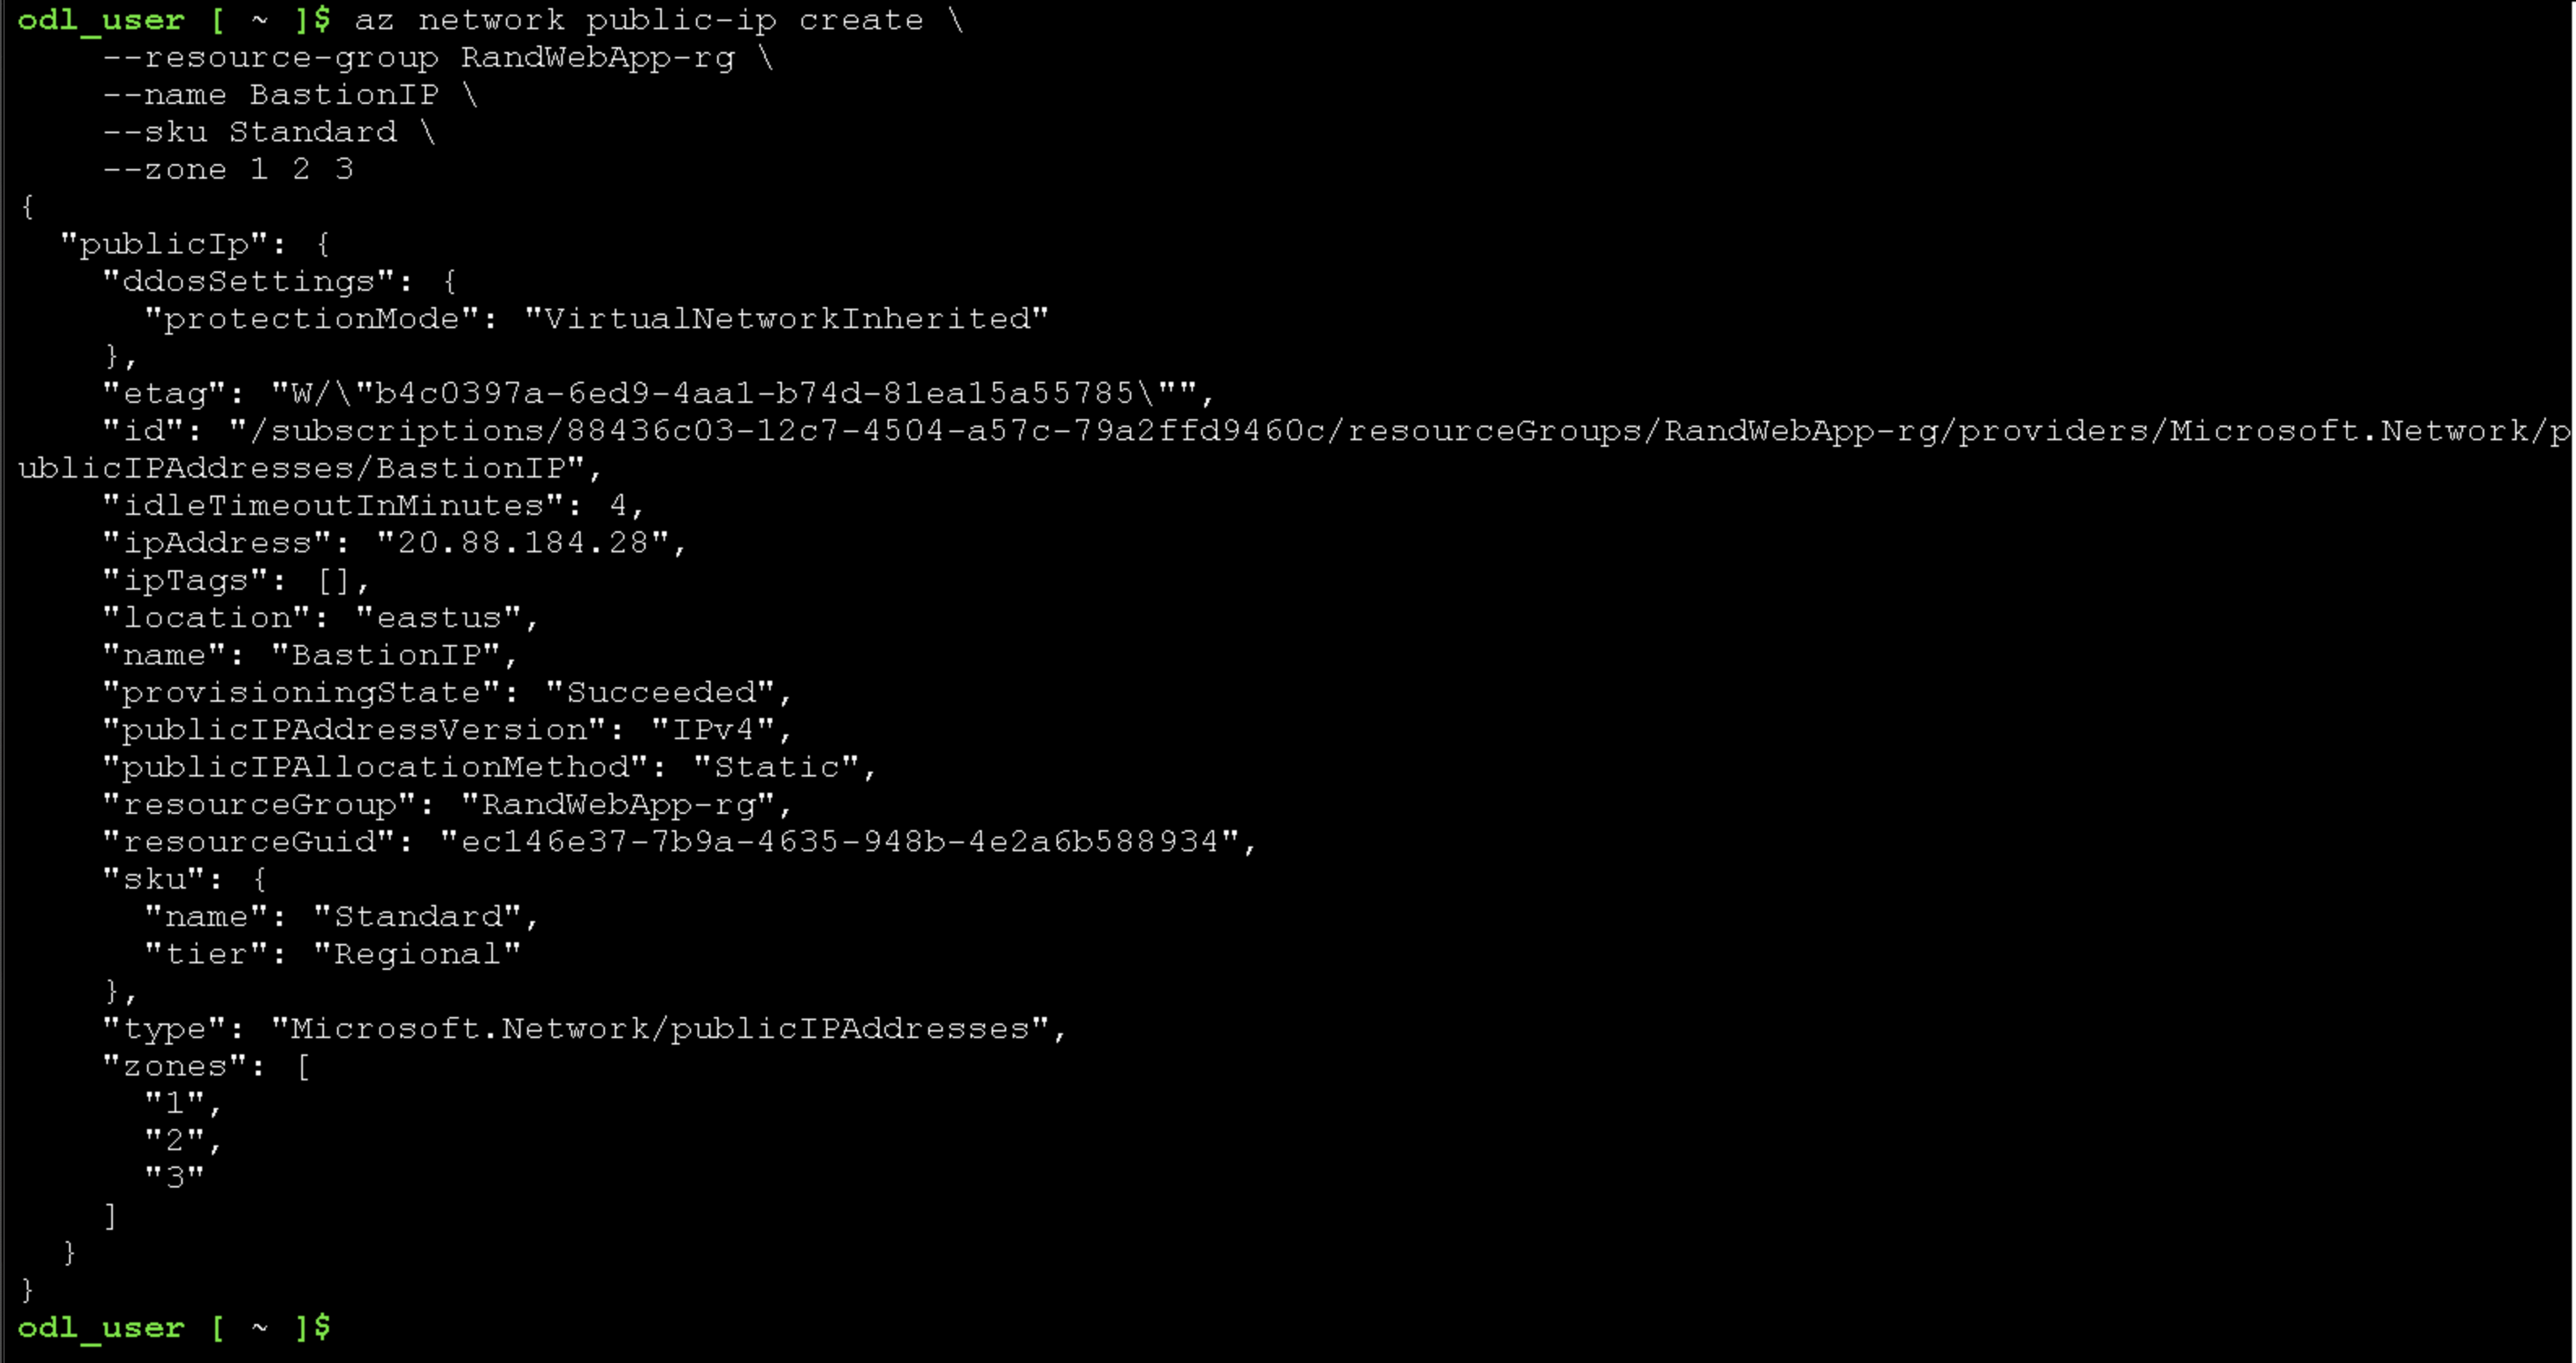 odl_user [ ~ ]$ az network public-ip create \
    --resource-group RandWebApp-rg \
    --name BastionIP \
    --sku Standard \
    --zone 1 2 3
{
  "publicIp": {
    "ddosSettings": {
      "protectionMode": "VirtualNetworkInherited"
    },
    "etag": "W/\"b4c0397a-6ed9-4aa1-b74d-81ea15a55785\"",
    "id": "/subscriptions/88436c03-12c7-4504-a57c-79a2ffd9460c/resourceGroups/RandWebApp-rg/providers/Microsoft.Network/p
ublicIPAddresses/BastionIP",
    "idleTimeoutInMinutes": 4,
    "ipAddress": "20.88.184.28",
    "ipTags": [],
    "location": "eastus",
    "name": "BastionIP",
    "provisioningState": "Succeeded",
    "publicIPAddressVersion": "IPv4",
    "publicIPAllocationMethod": "Static",
    "resourceGroup": "RandWebApp-rg",
    "resourceGuid": "ec146e37-7b9a-4635-948b-4e2a6b588934",
    "sku": {
      "name": "Standard",
      "tier": "Regional"
    },
    "type": "Microsoft.Network/publicIPAddresses",
    "zones": [
      "1",
      "2",
      "3"
    ]
  }
}
odl_user [ ~ ]$